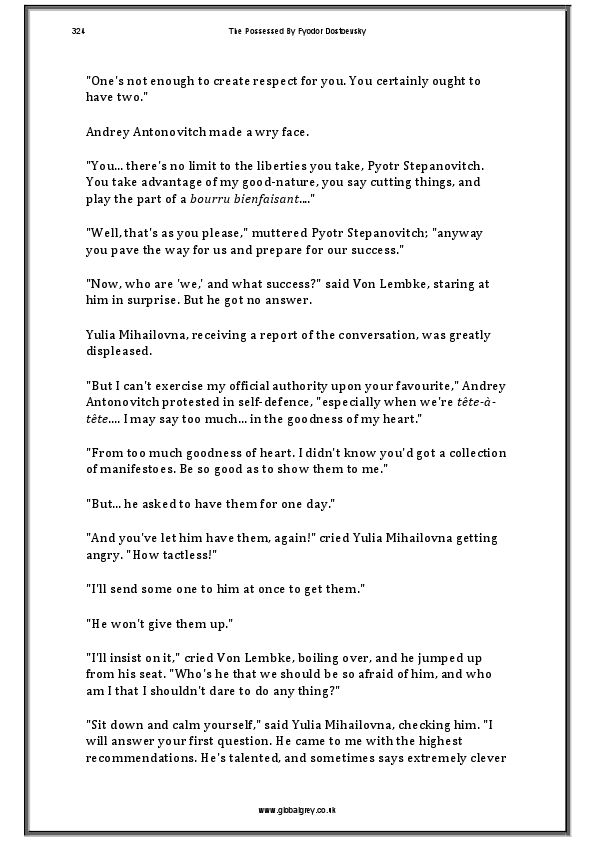 324
The Possessed By Fyodor Dostoevsky
"One's not enough to create respect for you. You certainly ought to
have two."
Andrey Antonovitch made a wry face.
"You... there's no limit to the liberties you take, Pyotr Stepanovitch.
You take advantage of my good-nature, you say cutting things, and
play the part of a bourru bienfaisant...."
"Well, that's as you please," muttered Pyotr Stepanovitch; "anyway
you pave the way for us and prepare for our success."
"Now, who are 'we,' and what success?" said Von Lembke, staring at
him in surprise. But he got no answer.
Yulia Mihailovna, receiving a report of the conversation, was greatly
displeased.
"But I can't exercise my official authority upon your favourite," Andrey
Antonovitch protested in self-defence, "especially when we're tête-à-
tête.... I may say too much... in the goodness of my heart."
"From too much goodness of heart. I didn't know you'd got a collection
of manifestoes. Be so good as to show them to me."
"But... he asked to have them for one day."
"And you've let him have them, again!" cried Yulia Mihailovna getting
angry. "How tactless!"
"I'll send some one to him at once to get them."
"He won't give them up."
"I'll insist on it," cried Von Lembke, boiling over, and he jumped up
from his seat. "Who's he that we should be so afraid of him, and who
am I that I shouldn't dare to do any thing?"
"Sit down and calm yourself," said Yulia Mihailovna, checking him. "I
will answer your first question. He came to me with the highest
recommendations. He's talented, and sometimes says extremely clever
www.globalgrey.co.uk